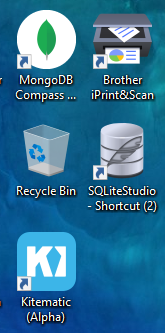 MongoDB
Compass ...
Brother
iPrint&Scan
Recycle Bin
SQLiteStudio
- Shortcut (2)
Kitematic
(Alpha)